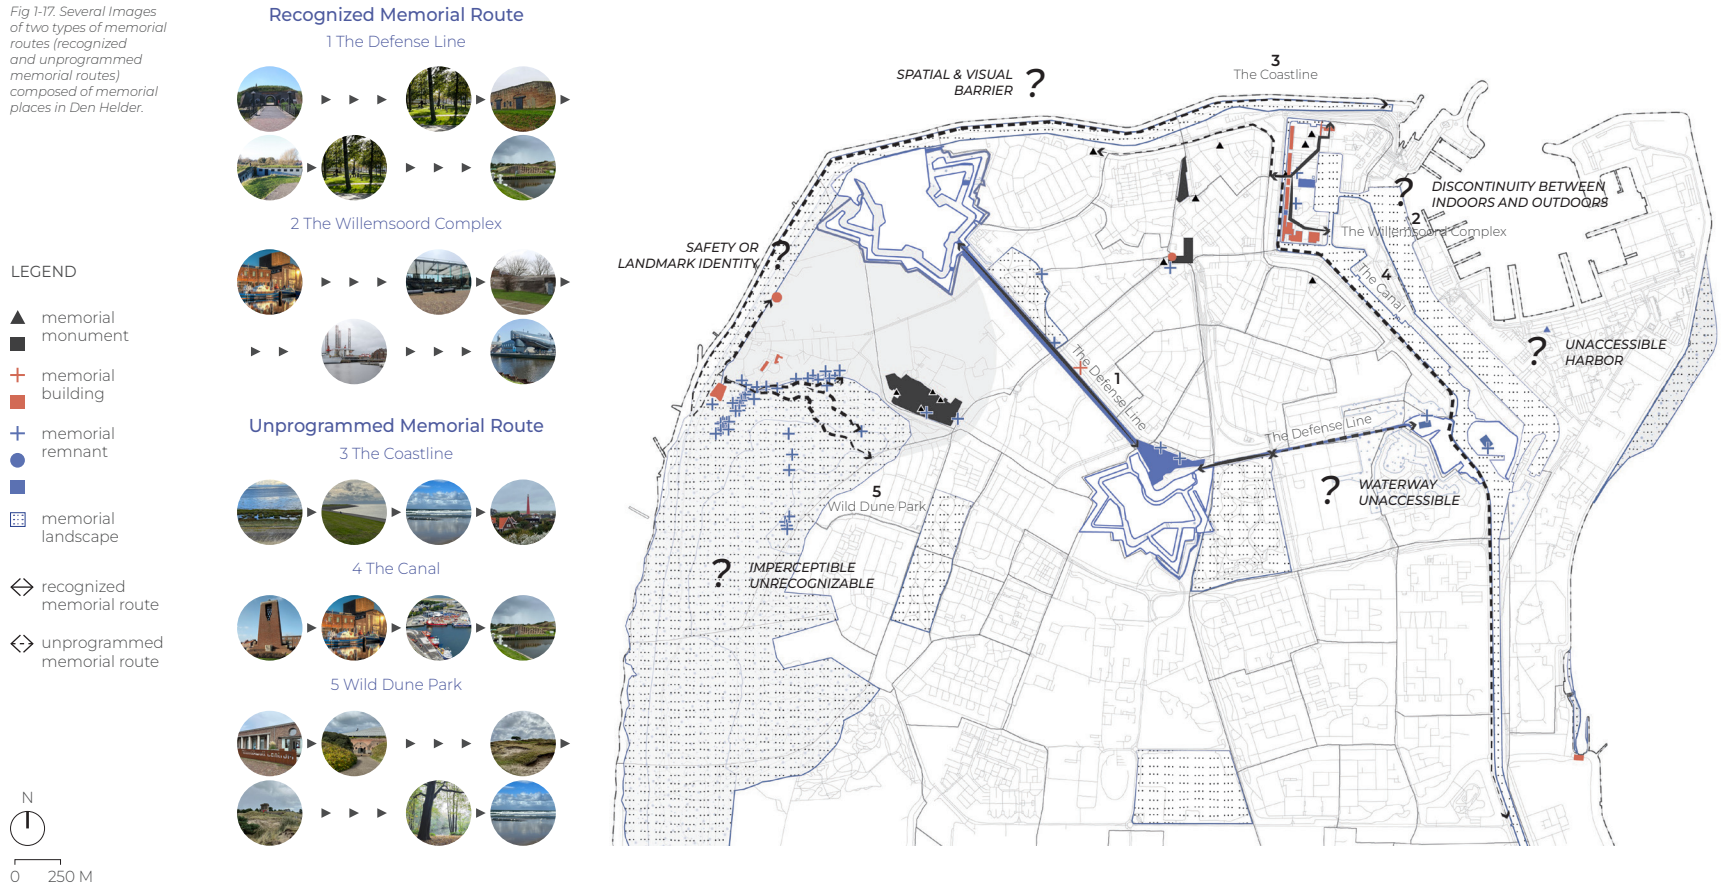 Fig 1-17. Several Images
of two types of memorial
routes (recognized
and unprogrammed
memorial routes)
composed of memorial
places in Den Helder.
LEGEND
memorial
monument
memorial
building
memorial
remnant
memorial
landscape
recognized
memorial route
unprogrammed
memorial route
N
0 250 M
Recognized Memorial Route
1 The Defense Line
2 The Willemsoord Complex
Unprogrammed Memorial Route
3 The Coastline
4 The Canal
5 Wild Dune Park
SPATIAL & VISUAL
BARRIER
?
3
The Coastline
?
DISCONTINUITY BETWEEN
INDOORS AND OUTDOORS
2
The Willemsoord Complex
SAFETY OR
LANDMARK IDENTITY
?
4
The Canal
?
UNACCESSIBLE
HARBOR
1
The Defense Line
The Defense Line
?
WATERWAY
UNACCESSIBLE
5
Wild Dune Park
?
IMPERCEPTIBLE
UNRECOGNIZABLE